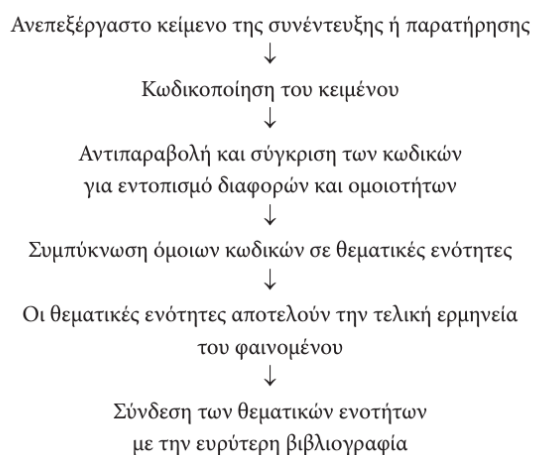 Ανεπεξέργαστο κείμενο της συνέντευξης ή παρατήρησης
↓
Κωδικοποίηση του κειμένου
↓
Αντιπαραβολή και σύγκριση των κωδικών
για εντοπισμό διαφορών και ομοιοτήτων
↓
Συμπύκνωση όμοιων κωδικών σε θεματικές ενότητες
↓
Οι θεματικές ενότητες αποτελούν την τελική ερμηνεία
του φαινομένου
↓
Σύνδεση των θεματικών ενοτήτων
με την ευρύτερη βιβλιογραφία